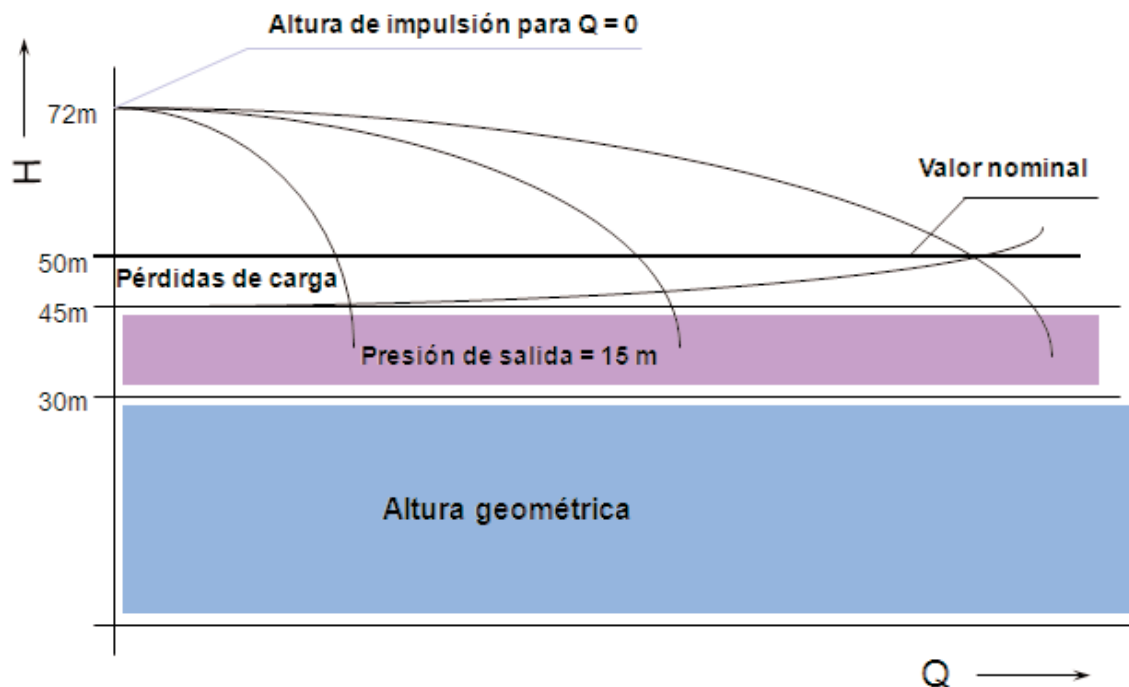 Altura de impulsión para Q = 0
72m
H
Valor nominal
50m
Pérdidas de carga
45m
Presión de salida = 15 m
30m
Altura geométrica
Q